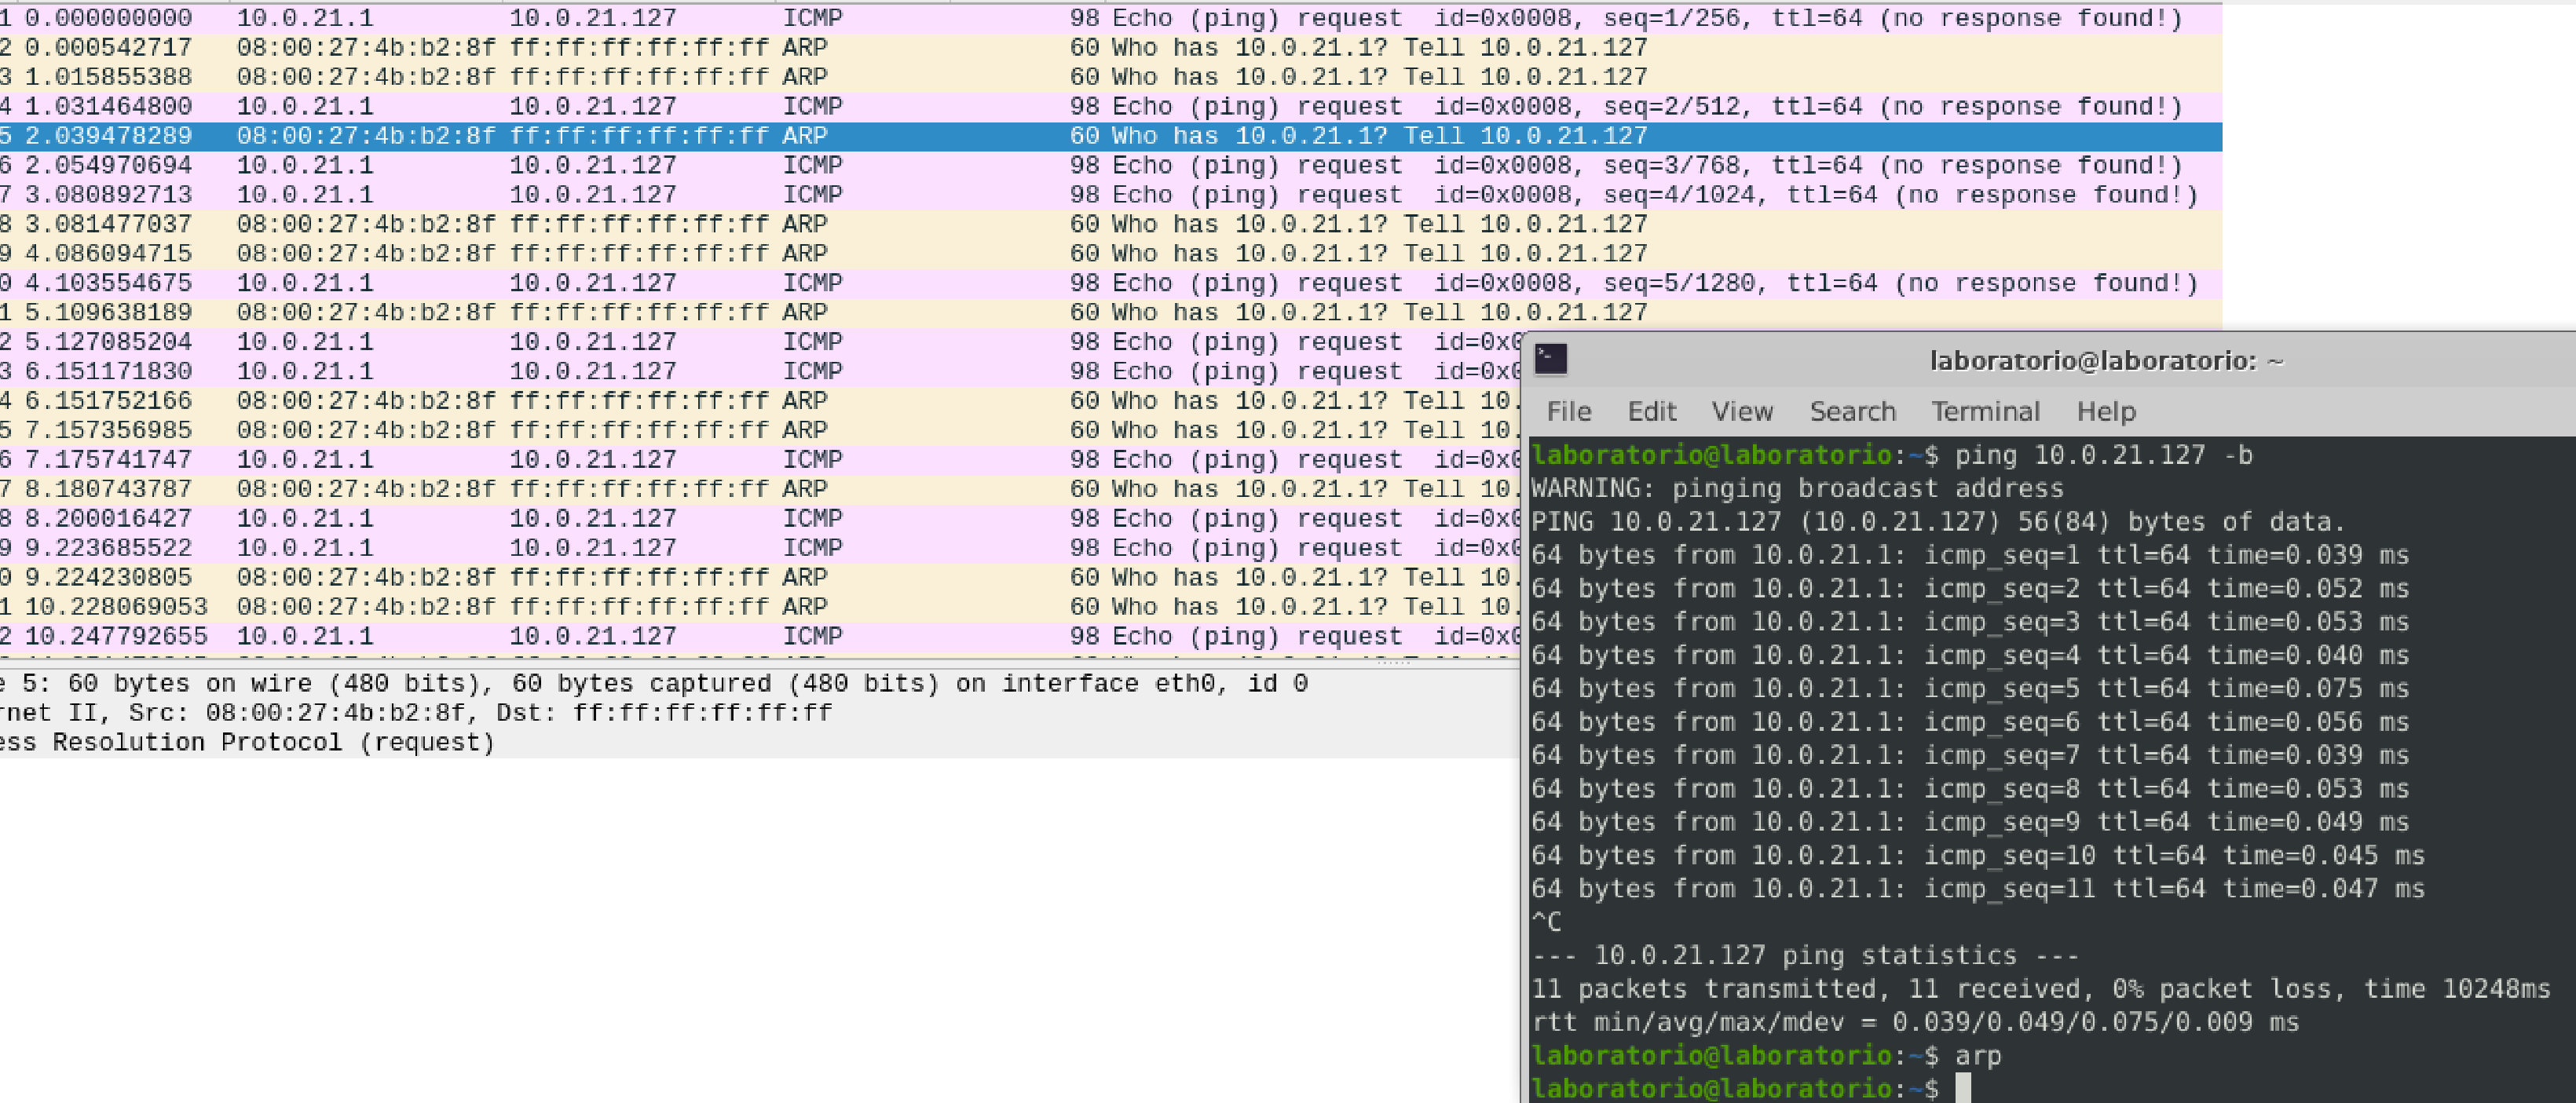 1 0.000000000 10.0.21.1 10.0.21.127 ICMP 98 Echo (ping) request id=0x0008, seq=1/256, ttl=64 (no response found!)
2 0.000542717 08:00:27:4b:b2:8f ff:ff:ff:ff:ff:ff ARP 60 Who has 10.0.21.1? Tell 10.0.21.127
3 1.015855388 08:00:27:4b:b2:8f ff:ff:ff:ff:ff:ff ARP 60 Who has 10.0.21.1? Tell 10.0.21.127
4 1.031464800 10.0.21.1 10.0.21.127 ICMP 98 Echo (ping) request id=0x0008, seq=2/512, ttl=64 (no response found!)
5 2.039478289 08:00:27:4b:b2:8f ff:ff:ff:ff:ff:ff ARP 60 Who has 10.0.21.1? Tell 10.0.21.127
6 2.054970694 10.0.21.1 10.0.21.127 ICMP 98 Echo (ping) request id=0x0008, seq=3/768, ttl=64 (no response found!)
7 3.080892713 10.0.21.1 10.0.21.127 ICMP 98 Echo (ping) request id=0x0008, seq=4/1024, ttl=64 (no response found!)
8 3.081477037 08:00:27:4b:b2:8f ff:ff:ff:ff:ff:ff ARP 60 Who has 10.0.21.1? Tell 10.0.21.127
9 4.086094715 08:00:27:4b:b2:8f ff:ff:ff:ff:ff:ff ARP 60 Who has 10.0.21.1? Tell 10.0.21.127
0 4.103554675 10.0.21.1 10.0.21.127 ICMP 98 Echo (ping) request id=0x0008, seq=5/1280, ttl=64 (no response found!)
1 5.109638189 08:00:27:4b:b2:8f ff:ff:ff:ff:ff:ff ARP 60 Who has 10.0.21.1? Tell 10.0.21.127
2 5.127085204 10.0.21.1 10.0.21.127 ICMP 98 Echo (ping) request id=0x0
3 6.151171830 10.0.21.1 10.0.21.127 ICMP 98 Echo (ping) request id=0x0
4 6.151752166 08:00:27:4b:b2:8f ff:ff:ff:ff:ff:ff ARP 60 Who has 10.0.21.1? Tell 10.
5 7.157356985 08:00:27:4b:b2:8f ff:ff:ff:ff:ff:ff ARP 60 Who has 10.0.21.1? Tell 10.
6 7.175741747 10.0.21.1 10.0.21.127 ICMP 98 Echo (ping) request id=0x0
7 8.180743787 08:00:27:4b:b2:8f ff:ff:ff:ff:ff:ff ARP 60 Who has 10.0.21.1? Tell 10.
8 8.200016427 10.0.21.1 10.0.21.127 ICMP 98 Echo (ping) request id=0x0
9 9.223685522 10.0.21.1 10.0.21.127 ICMP 98 Echo (ping) request id=0x0
0 9.224230805 08:00:27:4b:b2:8f ff:ff:ff:ff:ff:ff ARP 60 Who has 10.0.21.1? Tell 10.
1 10.228069053 08:00:27:4b:b2:8f ff:ff:ff:ff:ff:ff ARP 60 Who has 10.0.21.1? Tell 10.
2 10.247792655 10.0.21.1 10.0.21.127 ICMP 98 Echo (ping) request id=0x0
e 5: 60 bytes on wire (480 bits), 60 bytes captured (480 bits) on interface eth0, id 0
rnet II, Src: 08:00:27:4b:b2:8f, Dst: ff:ff:ff:ff:ff:ff
ess Resolution Protocol (request)
laboratorio@laboratorio: ~
File Edit View Search Terminal Help
laboratorio@laboratorio:~$ ping 10.0.21.127 -b
WARNING: pinging broadcast address
PING 10.0.21.127 (10.0.21.127) 56(84) bytes of data.
64 bytes from 10.0.21.1: icmp_seq=1 ttl=64 time=0.039 ms
64 bytes from 10.0.21.1: icmp_seq=2 ttl=64 time=0.052 ms
64 bytes from 10.0.21.1: icmp_seq=3 ttl=64 time=0.053 ms
64 bytes from 10.0.21.1: icmp_seq=4 ttl=64 time=0.040 ms
64 bytes from 10.0.21.1: icmp_seq=5 ttl=64 time=0.075 ms
64 bytes from 10.0.21.1: icmp_seq=6 ttl=64 time=0.056 ms
64 bytes from 10.0.21.1: icmp_seq=7 ttl=64 time=0.039 ms
64 bytes from 10.0.21.1: icmp_seq=8 ttl=64 time=0.053 ms
64 bytes from 10.0.21.1: icmp_seq=9 ttl=64 time=0.049 ms
64 bytes from 10.0.21.1: icmp_seq=10 ttl=64 time=0.045 ms
64 bytes from 10.0.21.1: icmp_seq=11 ttl=64 time=0.047 ms
^C
--- 10.0.21.127 ping statistics ---
11 packets transmitted, 11 received, 0% packet loss, time 10248ms
rtt min/avg/max/mdev = 0.039/0.049/0.075/0.009 ms
laboratorio@laboratorio:~$ arp
laboratorio@laboratorio:~$